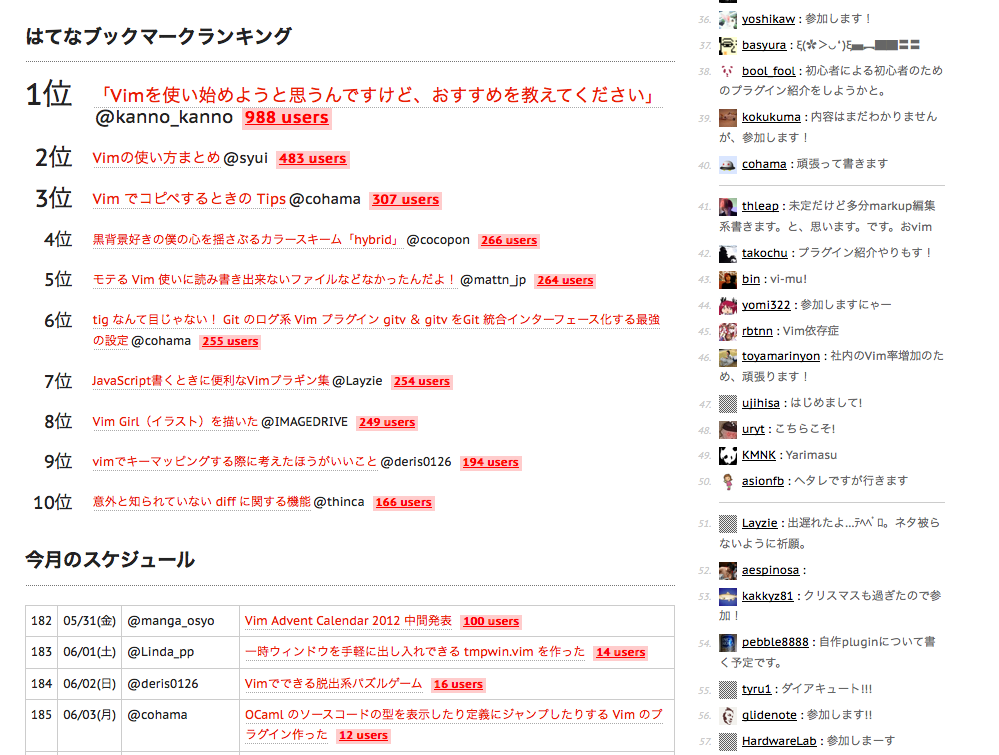 はてなブックマークランキング
1位 「Vimを使い始めようと思うんですけど、おすすめを教えてください」
@kanno_kanno 988 users
2位 Vimの使い方まとめ @syui 483 users
3位 Vim でコピペするときの Tips @cohama 307 users
4位 黒背景好きの僕の心を揺さぶるカラースキーム「hybrid」 @cocopon 266 users
5位 モテる Vim 使いに読み書き出来ないファイルなどなかったんだよ！ @mattn_jp 264 users
6位 tig なんて目じゃない！ Git のログ系 Vim プラグイン gitv & gitv をGit 統合インターフェース化する最強
の設定 @cohama 255 users
7位 JavaScript書くときに便利なVimプラギン集 @Layzie 254 users
8位 Vim Girl（イラスト）を描いた @IMAGEDRIVE 249 users
9位 vimでキーマッピングする際に考えたほうがいいこと @deris0126 194 users
10位 意外と知られていない diff に関する機能 @thinca 166 users
今月のスケジュール
182 05/31(金) @manga_osyo Vim Advent Calendar 2012 中間発表 100 users
183 06/01(土) @Linda_pp 一時ウィンドウを手軽に出し入れできる tmpwin.vim を作った 14 users
184 06/02(日) @deris0126 Vimでできる脱出系パズルゲーム 16 users
185 06/03(月) @cohama OCaml のソースコードの型を表示したり定義にジャンプしたりする Vim のプ
ラグイン作った 12 users
36. yoshikaw : 参加します！
37. basyura :
38. bool_fool : 初心者による初心者のため
のプラグイン紹介をしようかと。
39. kokukuma : 内容はまだわかりません
が、参加します！
40. cohama : 頑張って書きます
41. thleap : 未定だけど多分markup編集
系書きます。と、思います。です。おvim
42. takochu : プラグイン紹介やりもす！
43. bin : vi-mu!
44. yomi322 : 参加しますにゃー
45. rbtnn : Vim依存症
46. toyamarinyon : 社内のVim率増加のた
め、頑張ります！
47. ujihisa : はじめまして!
48. uryt : こちらこそ!
49. KMNK : Yarimasu
50. asionfb : ヘタレですが行きます
51. Layzie : 出遅れたよ...ﾃﾍﾍﾟﾛ。ネタ被ら
ないように祈願。
52. aespinosa :
53. kakkyz81 : クリスマスも過ぎたので参
加！
54. pebble8888 : 自作pluginについて書
く予定です。
55. tyru1 : ダイアキュート!!!
56. glidenote : 参加します!!
57. HardwareLab : 参加しまーす